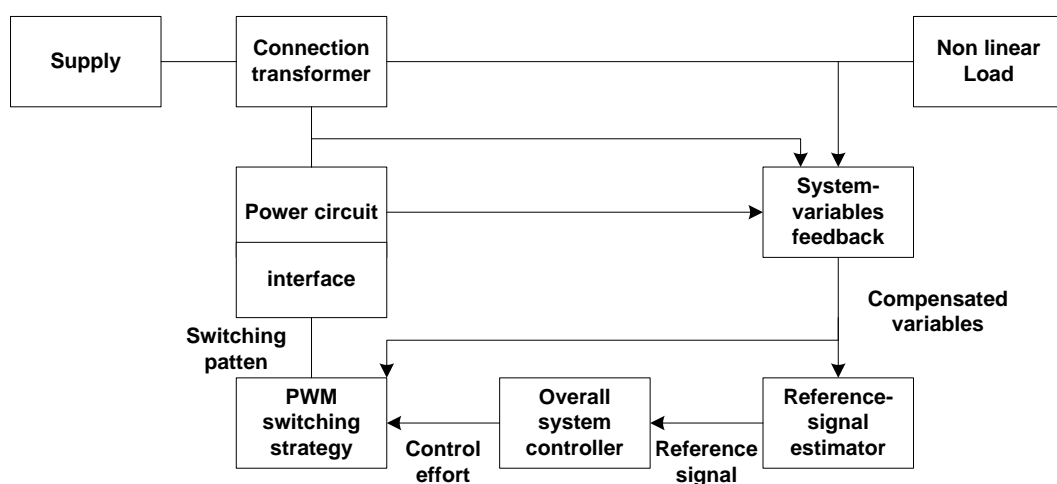 Supply
Connection
transformer
Non linear
Load
Power circuit
interface
System-
variables
feedback
Compensated
variables
Switching
patten
PWM
switching
strategy
Control
effort
Overall
system
controller
Reference
signal
Reference-
signal
estimator